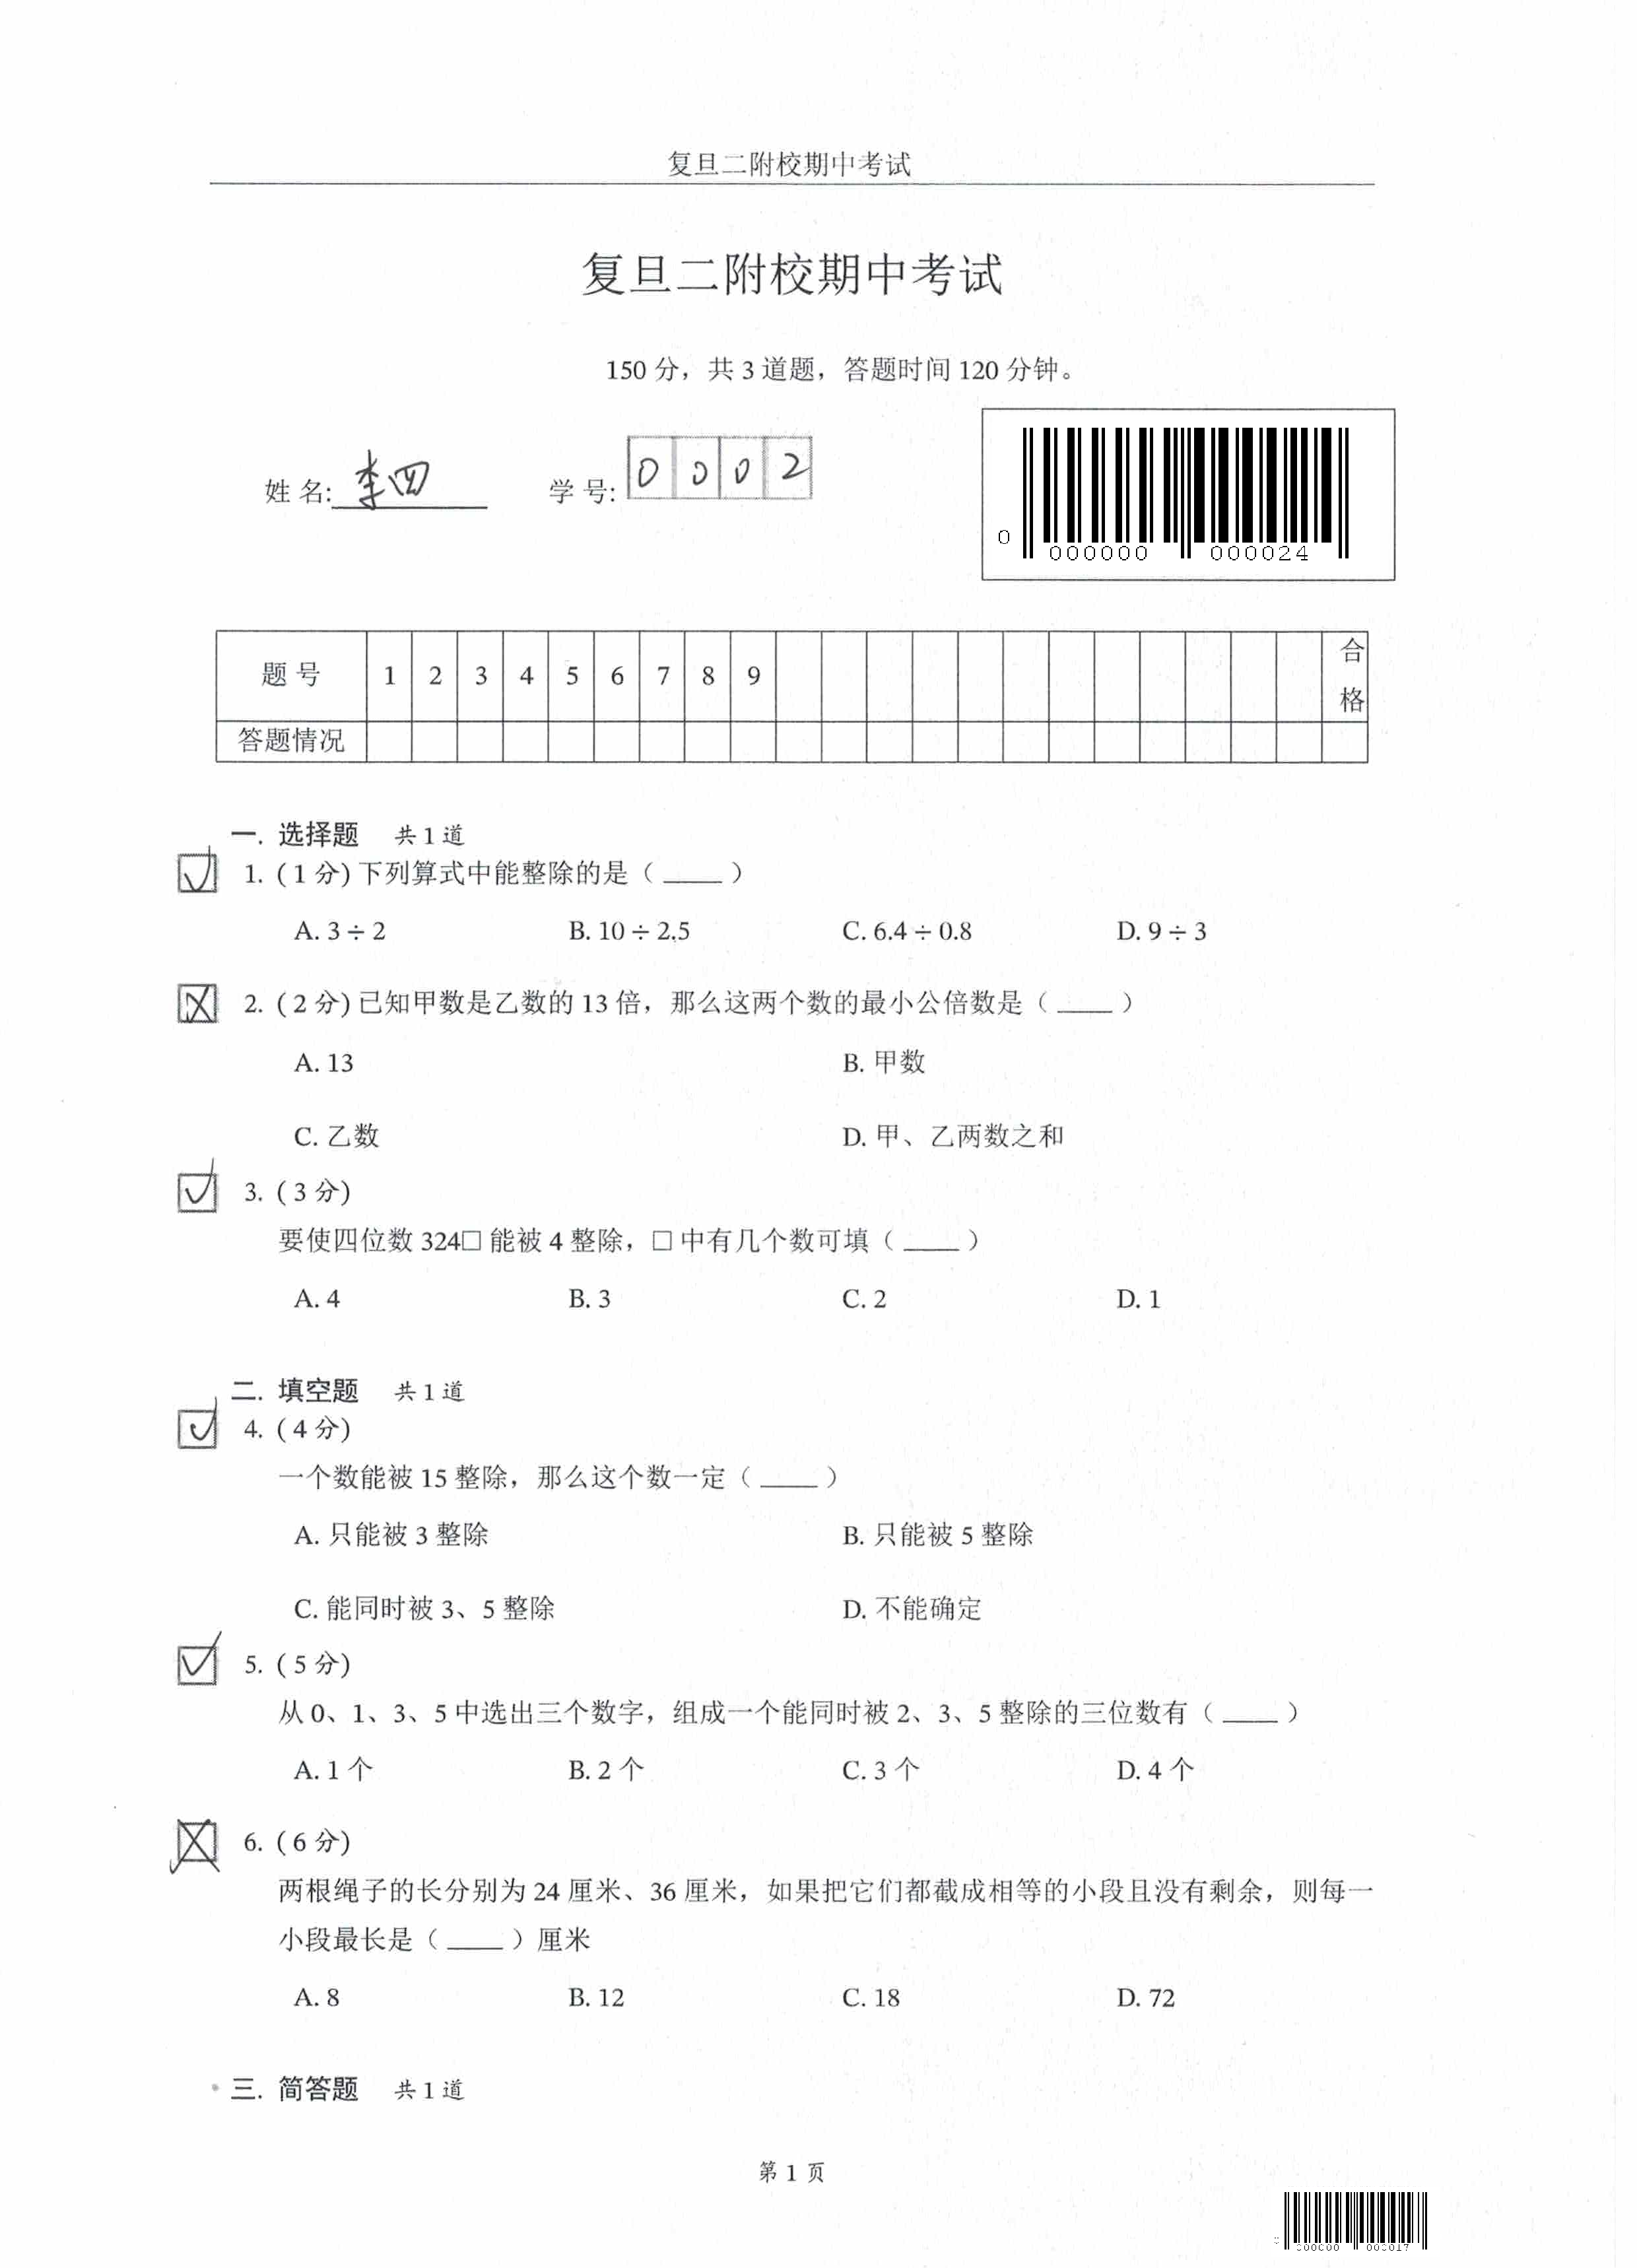 复旦二附校期中考试
复旦二附校期中考试
150 分，共 3 道题，答题时间 120 分钟。
姓 名: 李四 学 号: 0 0 0 2
0 000000 000024
题 号 1 2 3 4 5 6 7 8 9 合格
答题情况
一. 选择题 共 1 道
1. ( 1 分) 下列算式中能整除的是（ ____ ）
A. 3 ÷ 2 B. 10 ÷ 2.5 C. 6.4 ÷ 0.8 D. 9 ÷ 3
2. ( 2 分) 已知甲数是乙数的 13 倍，那么这两个数的最小公倍数是（ ____ ）
A. 13 B. 甲数
C. 乙数 D. 甲、乙两数之和
3. ( 3 分)
要使四位数 324□ 能被 4 整除，□ 中有几个数可填（ ____ ）
A. 4 B. 3 C. 2 D. 1
二. 填空题 共 1 道
4. ( 4 分)
一个数能被 15 整除，那么这个数一定（ ____ ）
A. 只能被 3 整除 B. 只能被 5 整除
C. 能同时被 3、5 整除 D. 不能确定
5. ( 5 分)
从 0、1、3、5 中选出三个数字，组成一个能同时被 2、3、5 整除的三位数有（ ____ ）
A. 1 个 B. 2 个 C. 3 个 D. 4 个
6. ( 6 分)
两根绳子的长分别为 24 厘米、36 厘米，如果把它们都截成相等的小段且没有剩余，则每一
小段最长是（ ____ ）厘米
A. 8 B. 12 C. 18 D. 72
三. 简答题 共 1 道
第 1 页